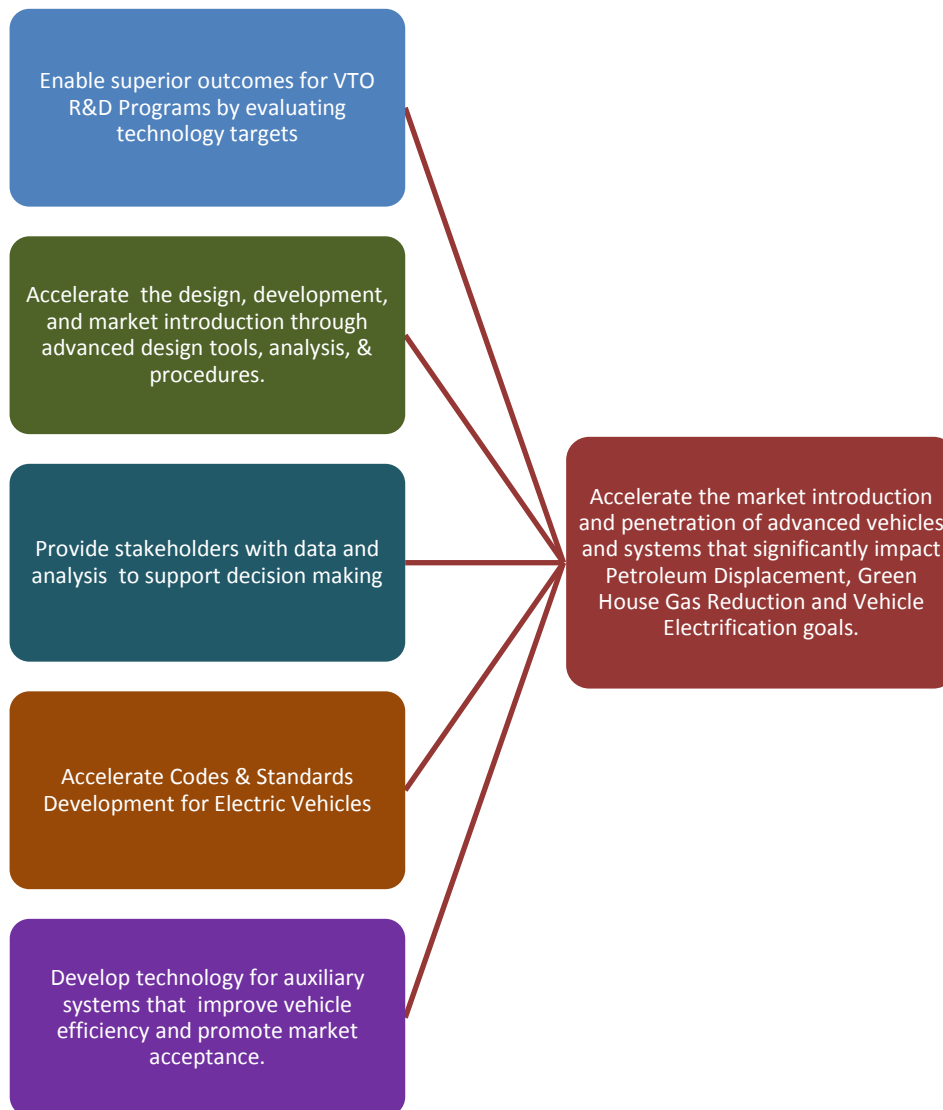 Enable superior outcomes for VTO
R&D Programs by evaluating
technology targets
Accelerate  the design, development,
and market introduction through
advanced design tools, analysis, &
procedures.
Provide stakeholders with data and
analysis  to support decision making
Accelerate Codes & Standards
Development for Electric Vehicles
Develop technology for auxiliary
systems that  improve vehicle
efficiency and promote market
acceptance.
Accelerate the market introduction
and penetration of advanced vehicles
and systems that significantly impact
Petroleum Displacement, Green
House Gas Reduction and Vehicle
Electrification goals.